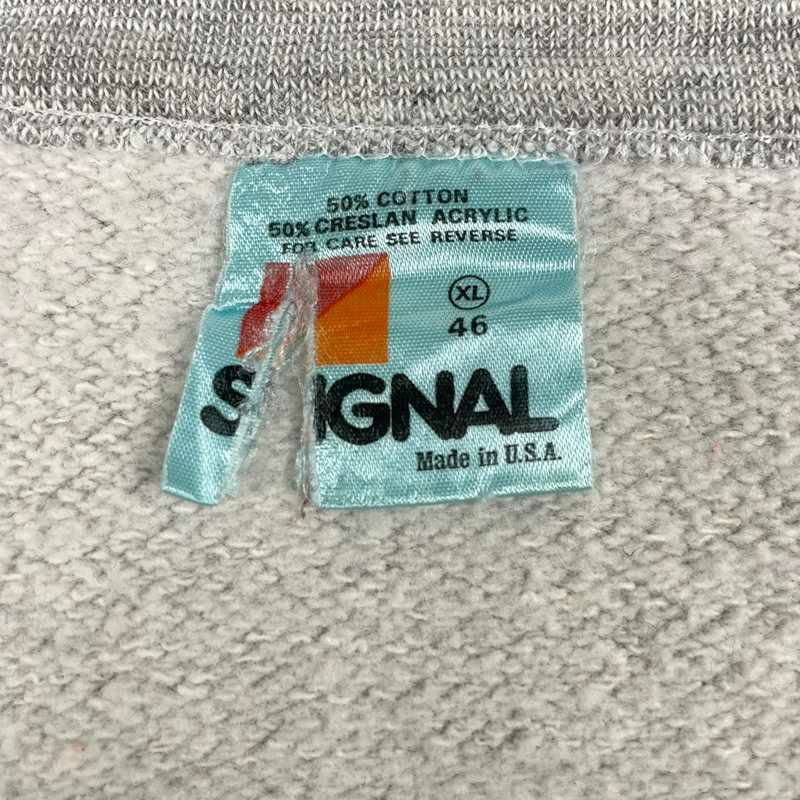 50% COTTON
50% CRESLAN ACRYLIC
FOR CARE SEE REVERSE
XL
46
SIGNAL
Made in U.S.A.